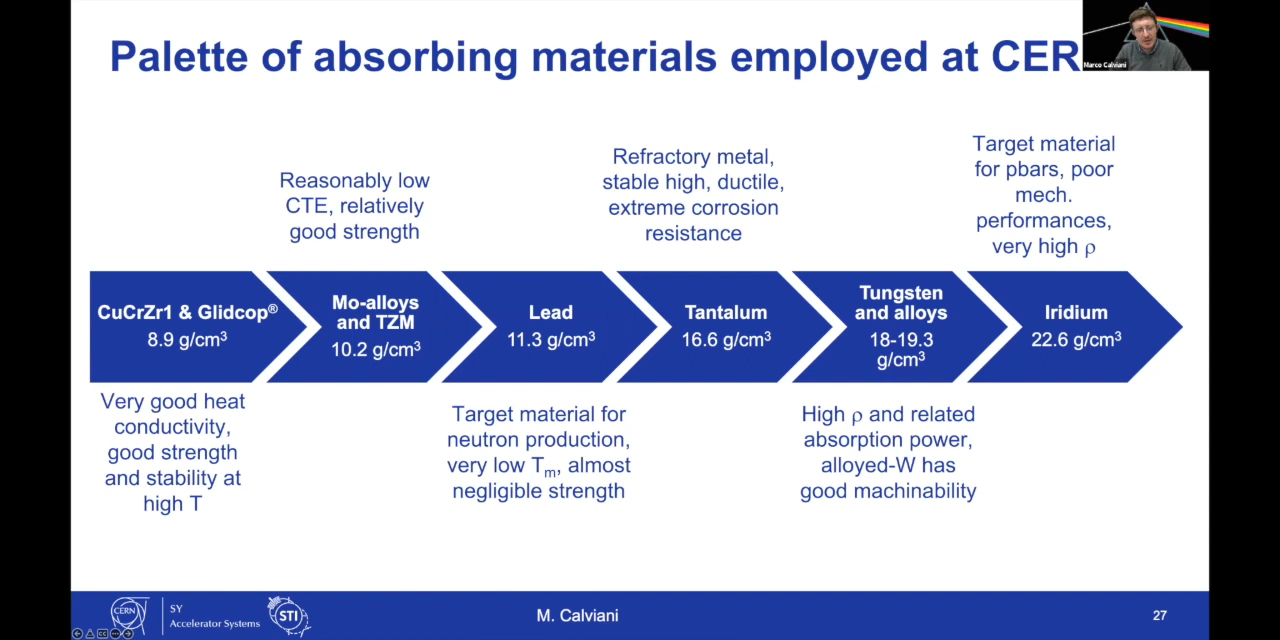 Palette of absorbing materials employed at CER
Marco Calviani
Reasonably low
CTE, relatively
good strength
Refractory metal,
stable high, ductile,
extreme corrosion
resistance
Target material
for pbars, poor
mech.
performances,
very high ρ
CuCrZr1 & Glidcop®
8.9 g/cm³
Mo-alloys
and TZM
10.2 g/cm³
Lead
11.3 g/cm³
Tantalum
16.6 g/cm³
Tungsten
and alloys
18-19.3
g/cm³
Iridium
22.6 g/cm³
Very good heat
conductivity,
good strength
and stability at
high T
Target material for
neutron production,
very low Tm, almost
negligible strength
High ρ and related
absorption power,
alloyed-W has
good machinability
CERN
SY
Accelerator Systems
STI
M. Calviani
27